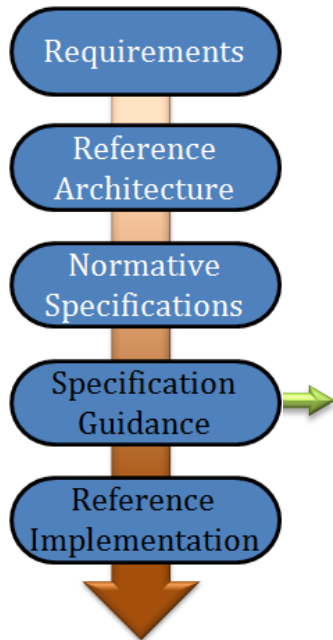 Requirements
Reference
Architecture
Normative
Specifications
Specification
Guidance
Reference
Implementation